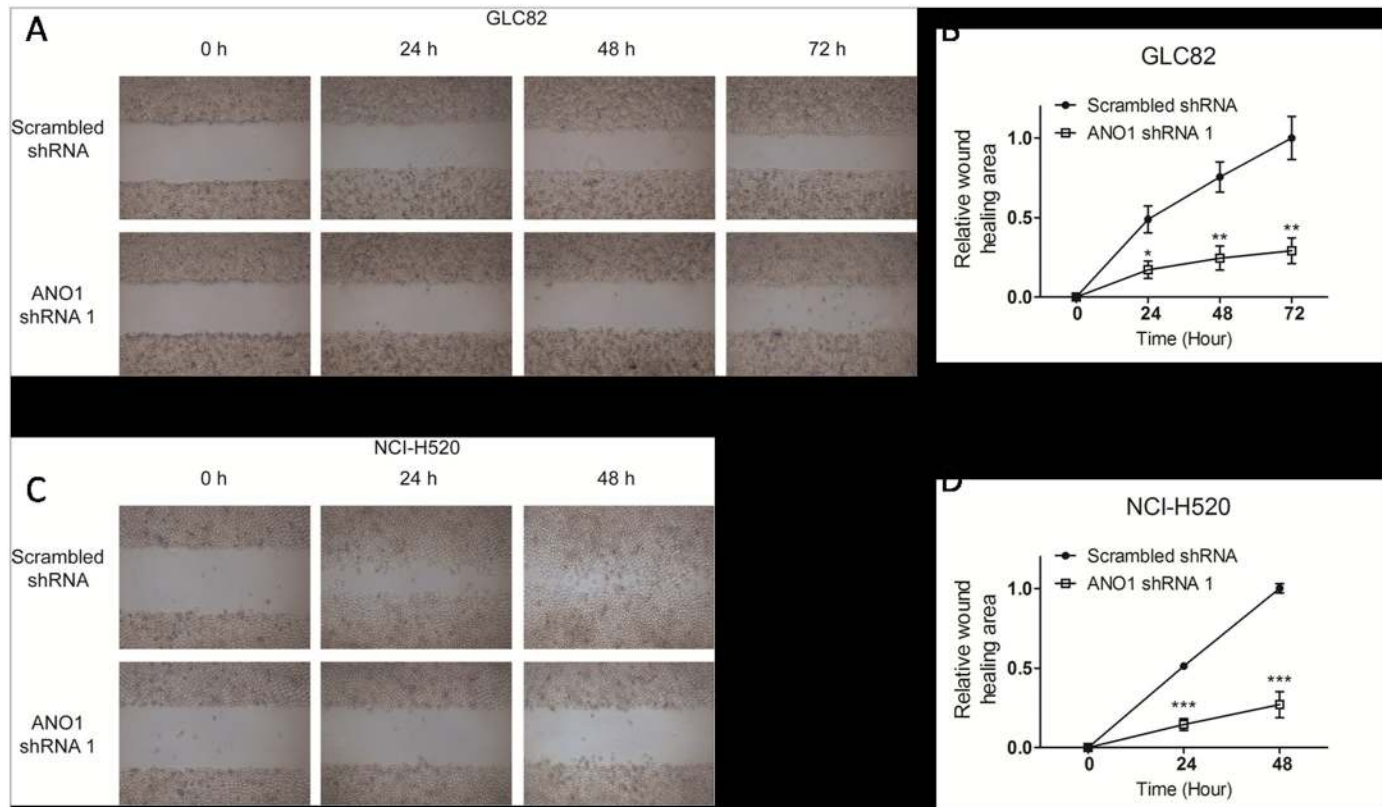 A
GLC82
0 h
24 h
48 h
72 h
Scrambled
shRNA
ANO1
shRNA 1
B
GLC82
Scrambled shRNA
ANO1 shRNA 1
Relative wound
healing area
1.0
0.5
0.0
*
**
**
0
24
48
72
Time (Hour)
C
NCI-H520
0 h
24 h
48 h
Scrambled
shRNA
ANO1
shRNA 1
D
NCI-H520
Scrambled shRNA
ANO1 shRNA 1
Relative wound
healing area
1.0
0.5
0.0
***
***
0
24
48
Time (Hour)